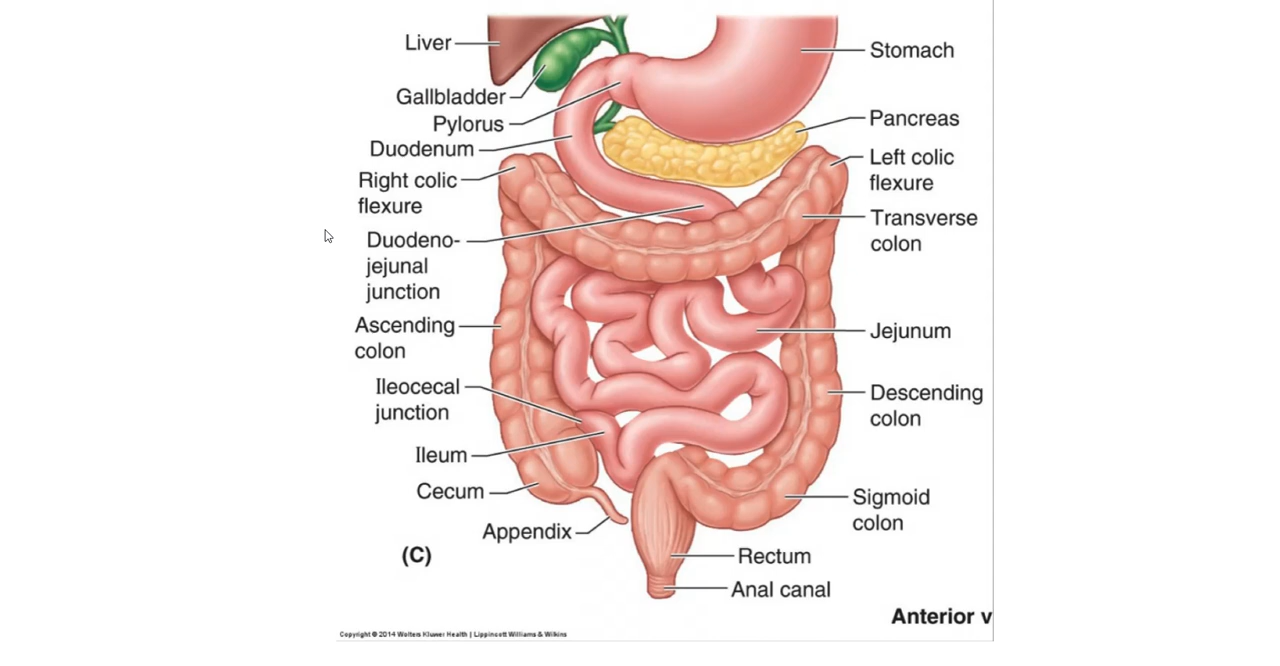 Liver
Gallbladder
Pylorus
Duodenum
Right colic
flexure
Duodeno-
jejunal
junction
Ascending
colon
Ileocecal
junction
Ileum
Cecum
Appendix
(C)
Stomach
Pancreas
Left colic
flexure
Transverse
colon
Jejunum
Descending
colon
Sigmoid
colon
Rectum
Anal canal
Anterior v
Copyright © 2014 Wolters Kluwer Health | Lippincott Williams & Wilkins